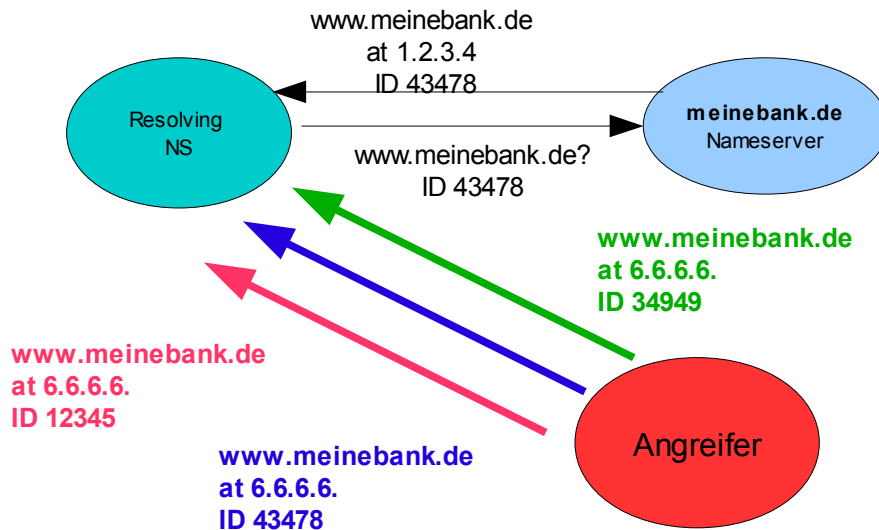 www.meinebank.de
at 1.2.3.4
ID 43478
Resolving
NS
meinebank.de
Nameserver
www.meinebank.de?
ID 43478
www.meinebank.de
at 6.6.6.6.
ID 34949
www.meinebank.de
at 6.6.6.6.
ID 12345
Angreifer
www.meinebank.de
at 6.6.6.6.
ID 43478